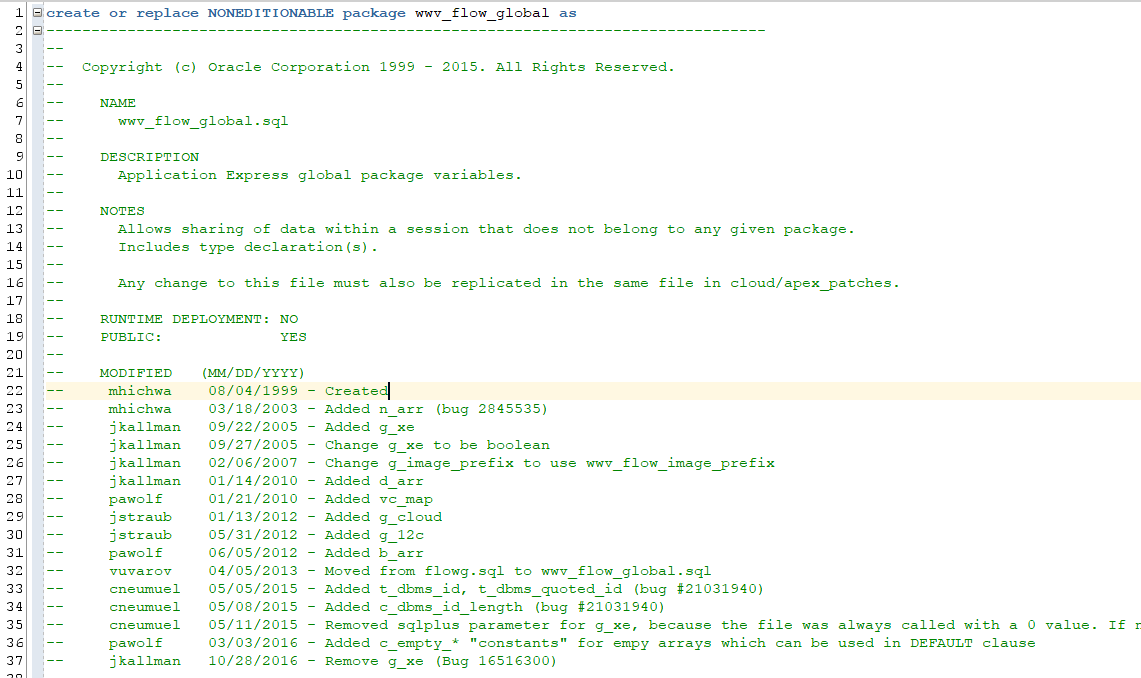 1 create or replace NONEDITIONABLE package wwv_flow_global as
2 --------------------------------------------------------------------------------
3 --
4 --  Copyright (c) Oracle Corporation 1999 - 2015. All Rights Reserved.
5 --
6 --    NAME
7 --      wwv_flow_global.sql
8 --
9 --    DESCRIPTION
10 --      Application Express global package variables.
11 --
12 --    NOTES
13 --      Allows sharing of data within a session that does not belong to any given package.
14 --      Includes type declaration(s).
15 --
16 --      Any change to this file must also be replicated in the same file in cloud/apex_patches.
17 --
18 --    RUNTIME DEPLOYMENT: NO
19 --    PUBLIC:             YES
20 --
21 --    MODIFIED   (MM/DD/YYYY)
22 --     mhichwa    08/04/1999 - Created
23 --     mhichwa    03/18/2003 - Added n_arr (bug 2845535)
24 --     jkallman   09/22/2005 - Added g_xe
25 --     jkallman   09/27/2005 - Change g_xe to be boolean
26 --     jkallman   02/06/2007 - Change g_image_prefix to use wwv_flow_image_prefix
27 --     jkallman   01/14/2010 - Added d_arr
28 --     pawolf     01/21/2010 - Added vc_map
29 --     jstraub    01/13/2012 - Added g_cloud
30 --     jstraub    05/31/2012 - Added g_12c
31 --     pawolf     06/05/2012 - Added b_arr
32 --     vuvarov    04/05/2013 - Moved from flowg.sql to wwv_flow_global.sql
33 --     cneumuel   05/05/2015 - Added t_dbms_id, t_dbms_quoted_id (bug #21031940)
34 --     cneumuel   05/08/2015 - Added c_dbms_id_length (bug #21031940)
35 --     cneumuel   05/11/2015 - Removed sqlplus parameter for g_xe, because the file was always called with a 0 value. If
36 --     pawolf     03/03/2016 - Added c_empty_* "constants" for empy arrays which can be used in DEFAULT clause
37 --     jkallman   10/28/2016 - Remove g_xe (Bug 16516300)